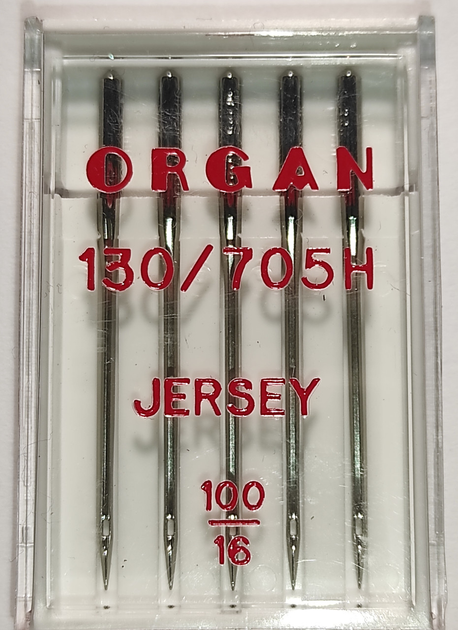 ORGAN
130/705H
JERSEY
100
16